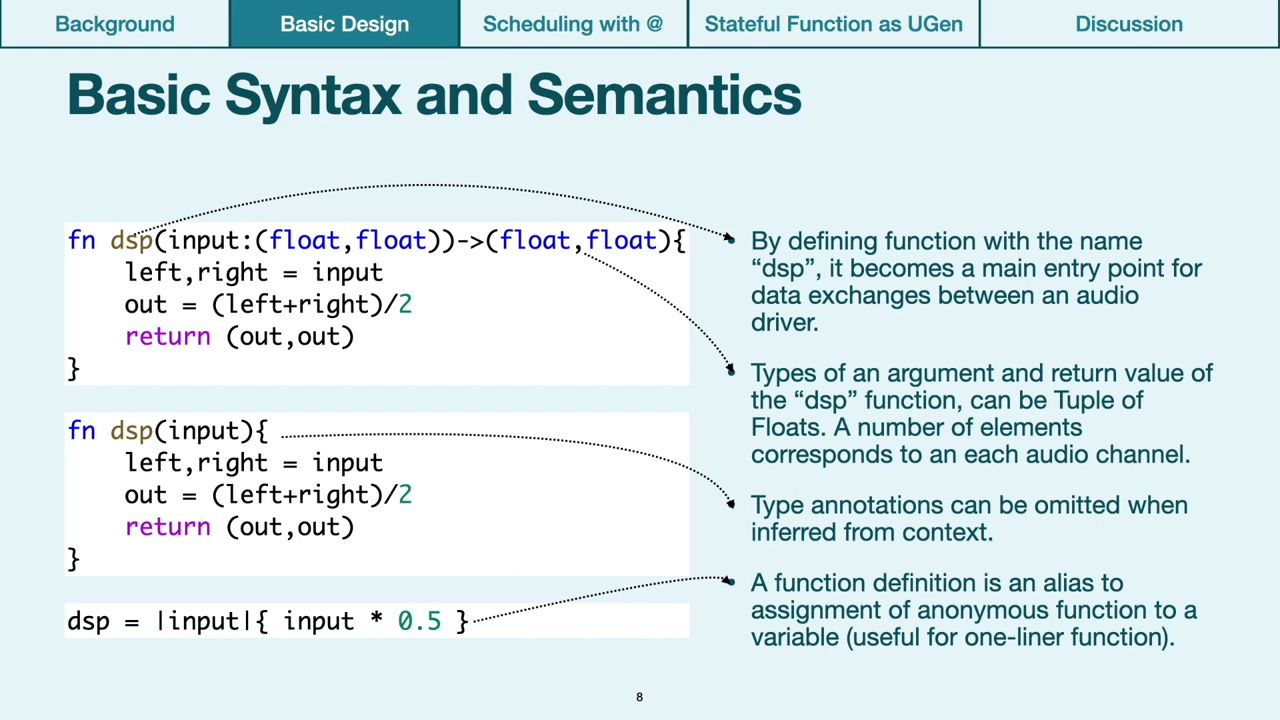 Background
Basic Design
Scheduling with @
Stateful Function as UGen
Discussion
Basic Syntax and Semantics
fn dsp(input:(float,float))->(float,float){
left,right = input
out = (left+right)/2
return (out,out)
}
fn dsp(input){
left,right = input
out = (left+right)/2
return (out,out)
}
dsp = |input|{ input * 0.5 }
• By defining function with the name
“dsp”, it becomes a main entry point for
data exchanges between an audio
driver.
• Types of an argument and return value of
the “dsp” function, can be Tuple of
Floats. A number of elements
corresponds to an each audio channel.
• Type annotations can be omitted when
inferred from context.
• A function definition is an alias to
assignment of anonymous function to a
variable (useful for one-liner function).
8